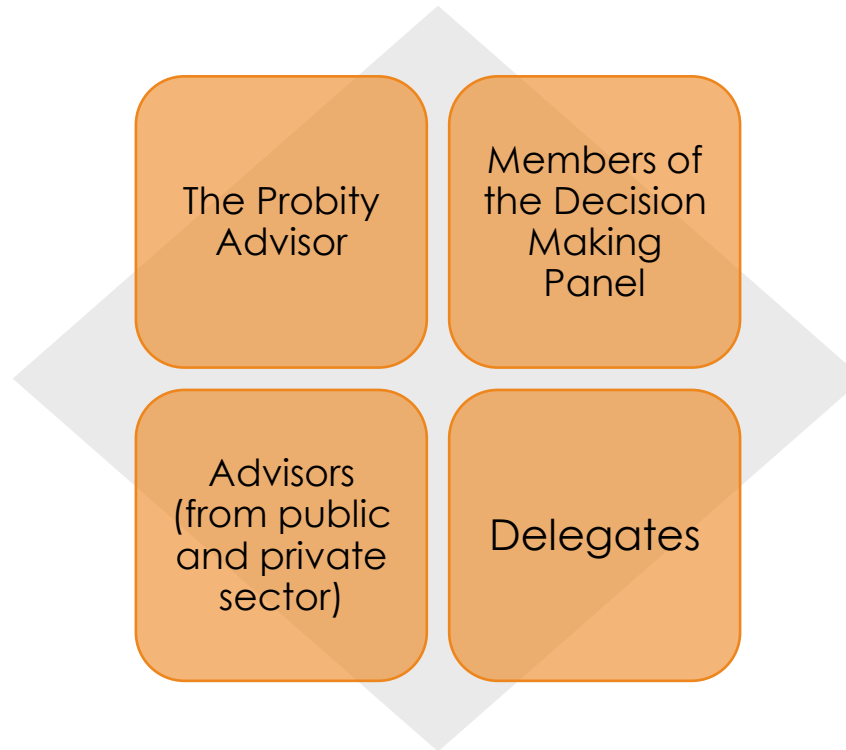 The Probity
Advisor
Members of
the Decision
Making
Panel
Advisors
(from public
and private
sector)
Delegates